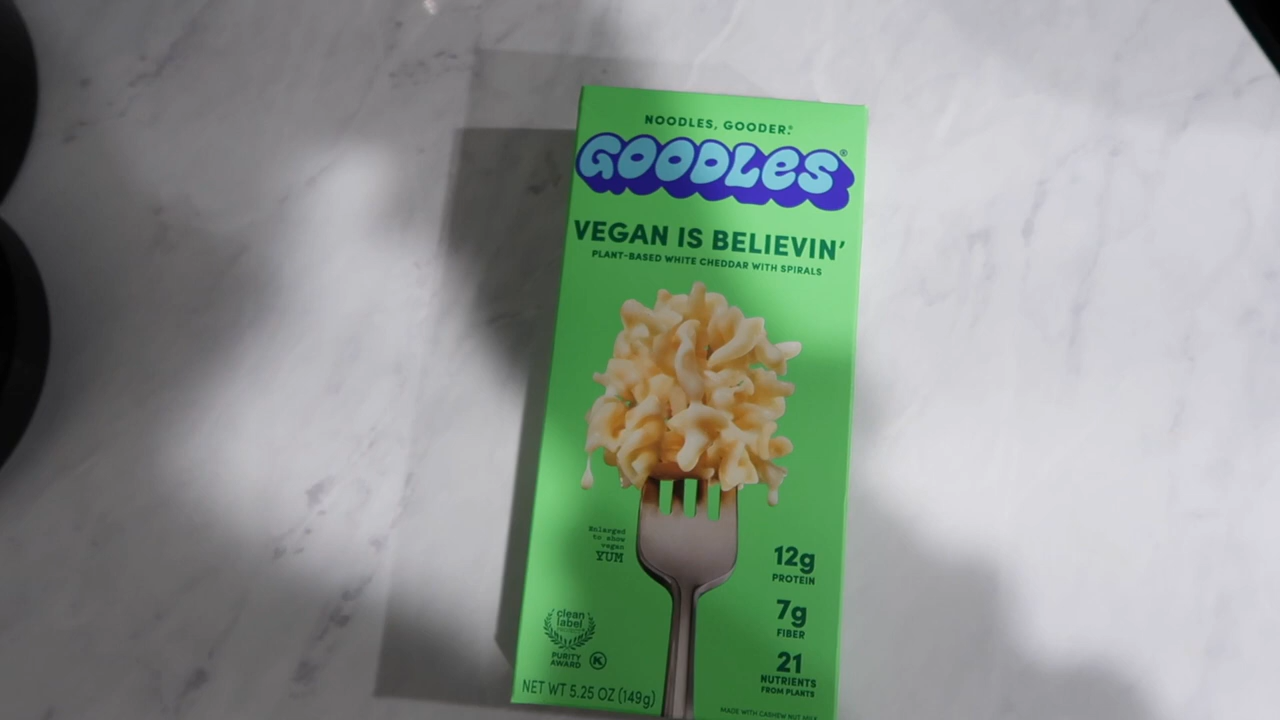 NOODLES, GOODER.®
GOODLES®
VEGAN IS BELIEVIN'
PLANT-BASED WHITE CHEDDAR WITH SPIRALS
Enlarged
to show
vegan
YUM
12g
PROTEIN
7g
FIBER
21
NUTRIENTS
FROM PLANTS
clean
label
PROJECT
PURITY
AWARD
K
NET WT 5.25 OZ (149g)
MADE WITH CASHEW NUT MILK